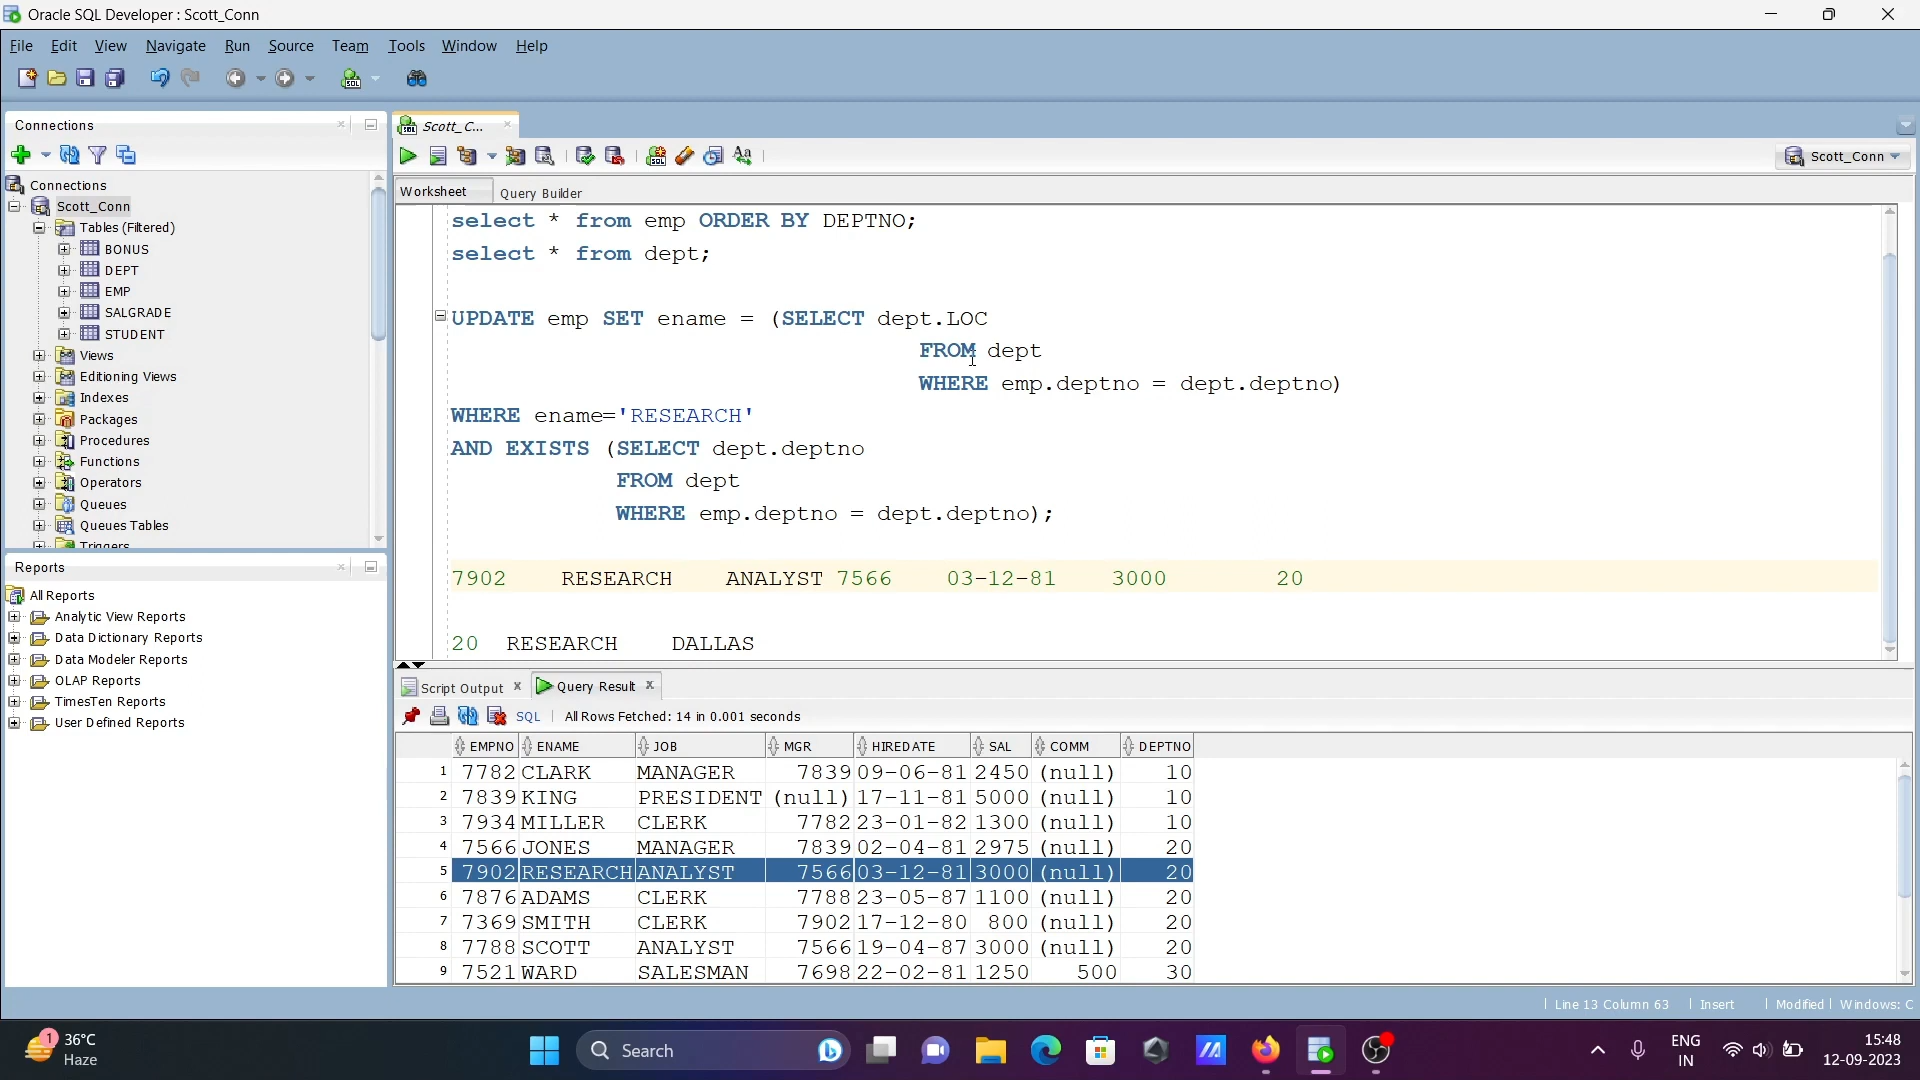 Oracle SQL Developer : Scott_Conn
File Edit View Navigate Run Source Team Tools Window Help
Connections
Connections
Scott_Conn
Tables (Filtered)
BONUS
DEPT
EMP
SALGRADE
STUDENT
Views
Editioning Views
Indexes
Packages
Procedures
Functions
Operators
Queues
Queues Tables
Triggers
Reports
All Reports
Analytic View Reports
Data Dictionary Reports
Data Modeler Reports
OLAP Reports
TimesTen Reports
User Defined Reports
Scott_C...
Scott_Conn
Worksheet Query Builder
select * from emp ORDER BY DEPTNO;
select * from dept;
UPDATE emp SET ename = (SELECT dept.LOC
FROM dept
WHERE emp.deptno = dept.deptno)
WHERE ename='RESEARCH'
AND EXISTS (SELECT dept.deptno
FROM dept
WHERE emp.deptno = dept.deptno);
7902 RESEARCH ANALYST 7566 03-12-81 3000 20
20 RESEARCH DALLAS
Script Output Query Result
SQL All Rows Fetched: 14 in 0.001 seconds
EMPNO ENAME JOB MGR HIREDATE SAL COMM DEPTNO
1 7782 CLARK MANAGER 7839 09-06-81 2450 (null) 10
2 7839 KING PRESIDENT (null) 17-11-81 5000 (null) 10
3 7934 MILLER CLERK 7782 23-01-82 1300 (null) 10
4 7566 JONES MANAGER 7839 02-04-81 2975 (null) 20
5 7902 RESEARCH ANALYST 7566 03-12-81 3000 (null) 20
6 7876 ADAMS CLERK 7788 23-05-87 1100 (null) 20
7 7369 SMITH CLERK 7902 17-12-80 800 (null) 20
8 7788 SCOTT ANALYST 7566 19-04-87 3000 (null) 20
9 7521 WARD SALESMAN 7698 22-02-81 1250 500 30
Line 13 Column 63 Insert Modified Windows: C
1 36°C
Haze
Search
ENG
IN
15:48
12-09-2023